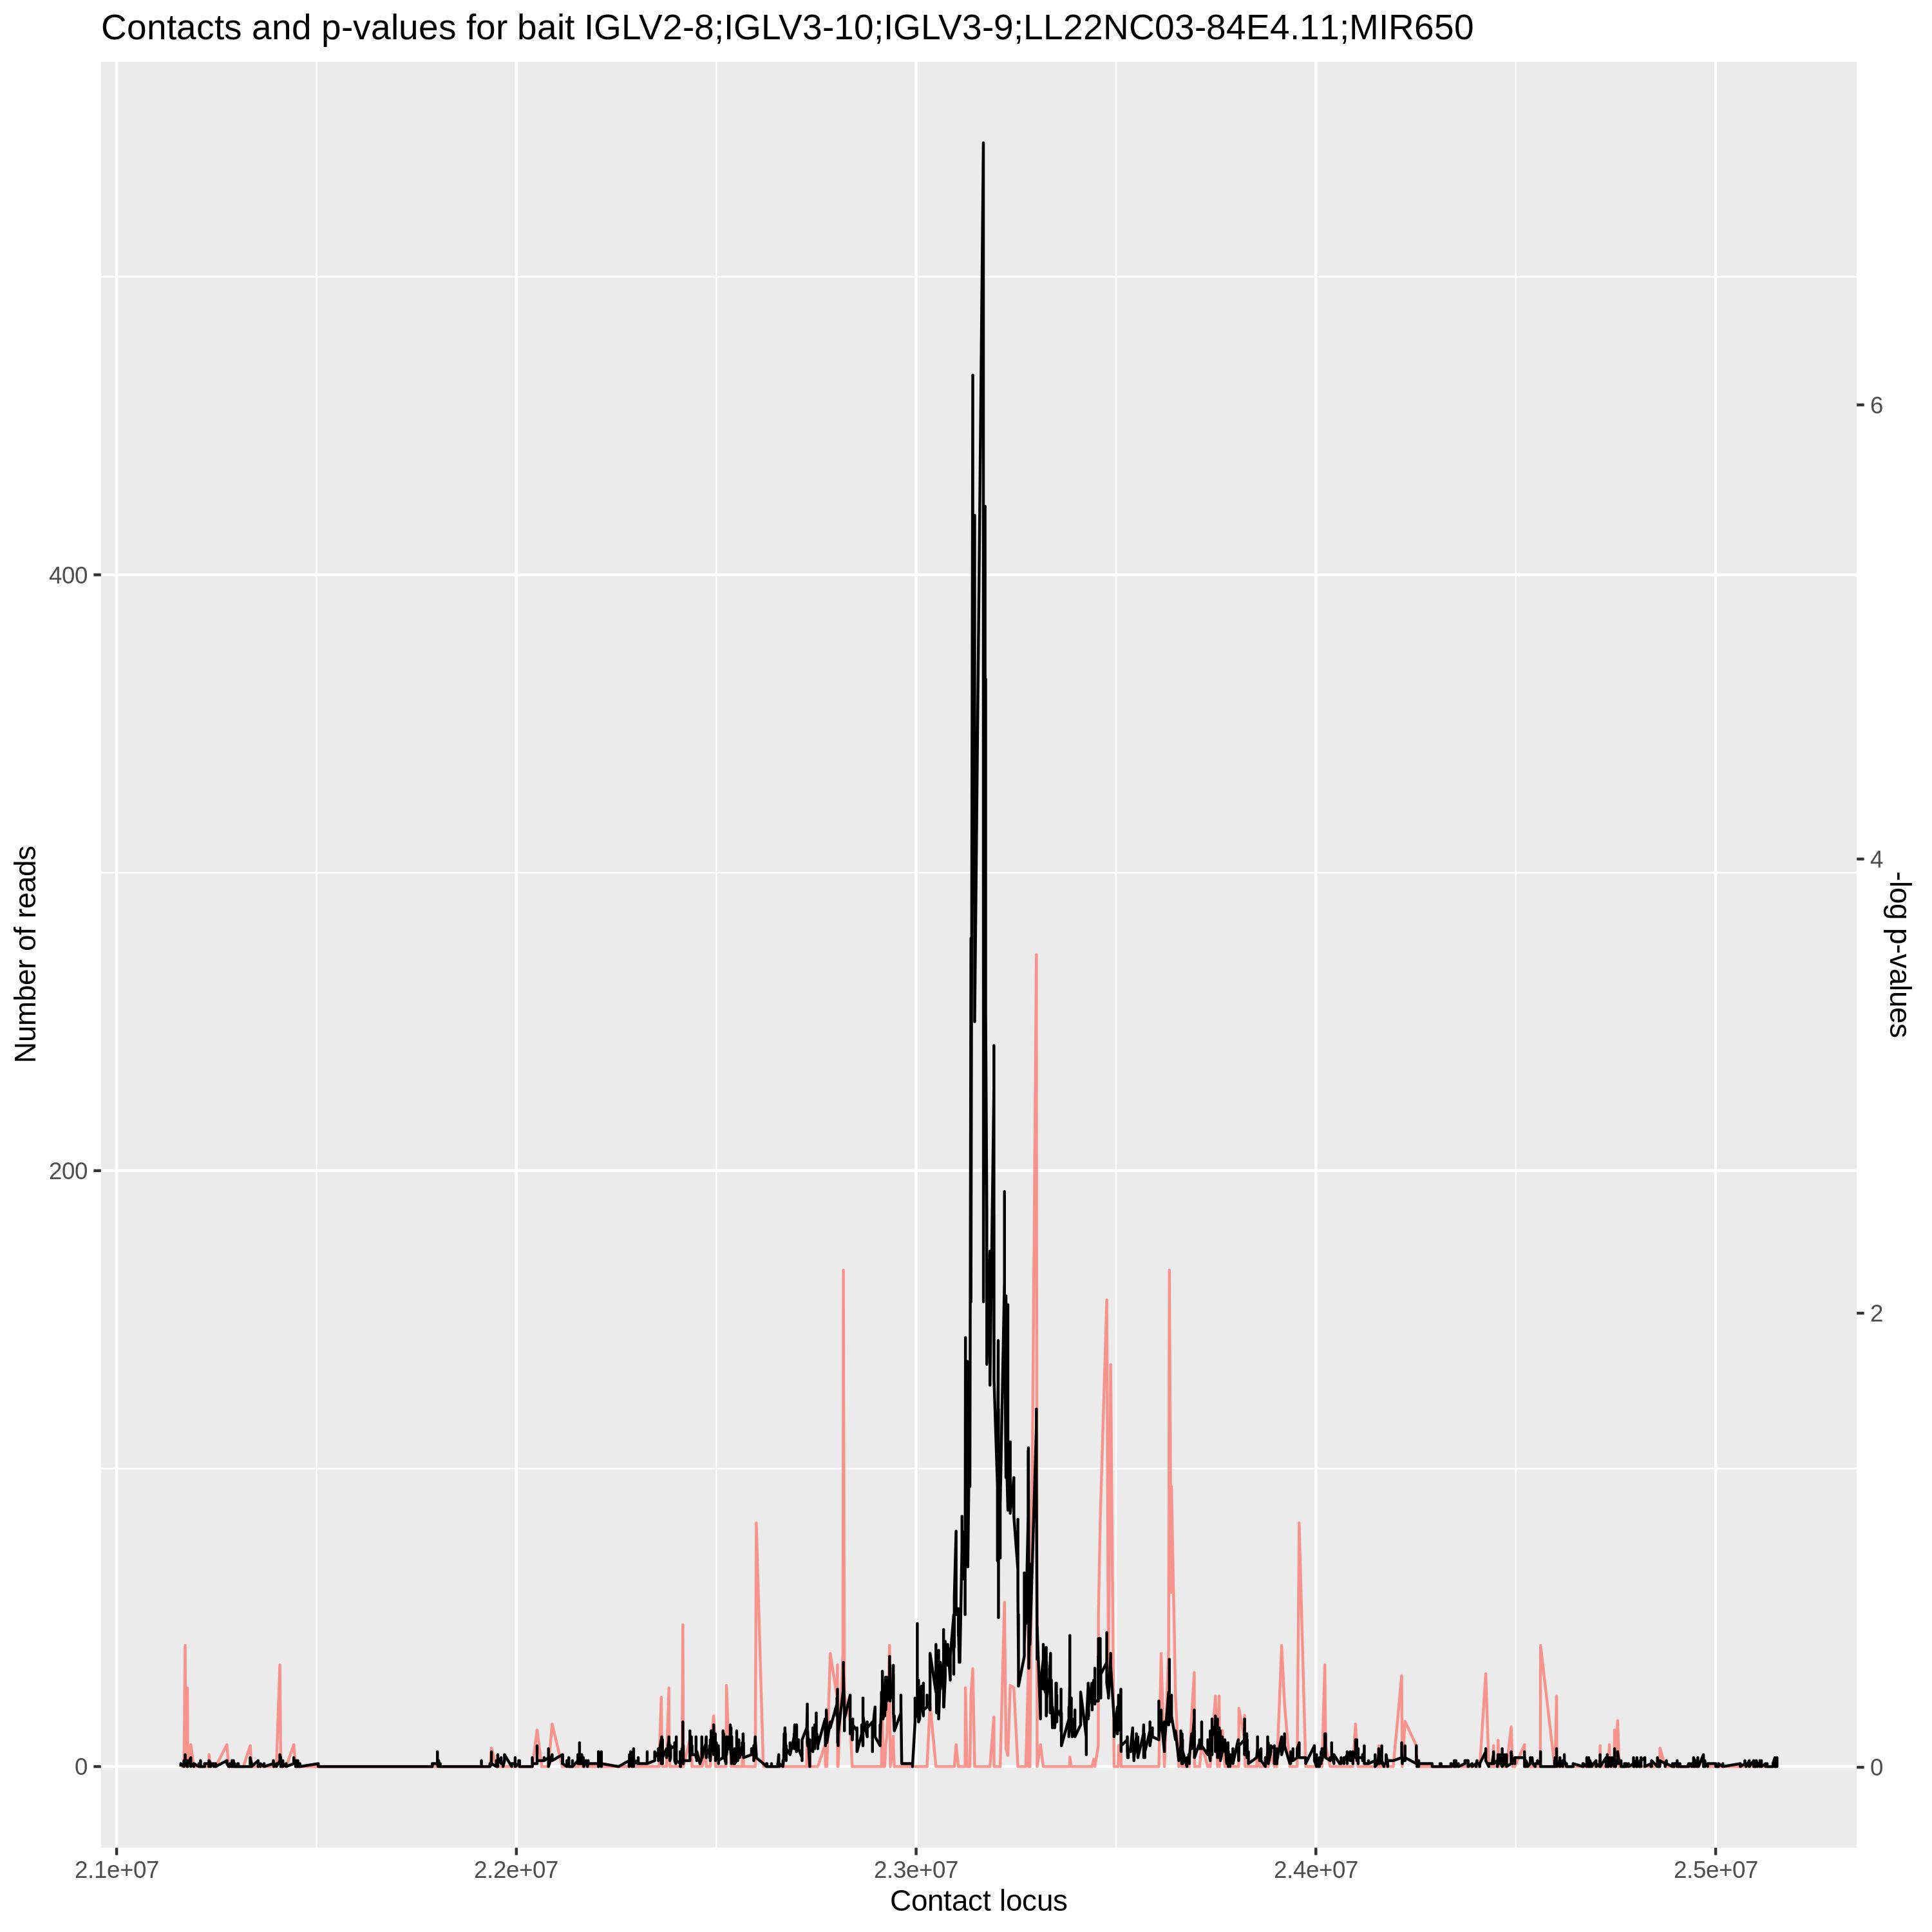 Contacts and p-values for bait IGLV2-8;IGLV3-10;IGLV3-9;LL22NC03-84E4.11;MIR650
Number of reads
400
200
0
6
4
2
0
-log p-values
2.1e+07 2.2e+07 2.3e+07 2.4e+07 2.5e+07
Contact locus